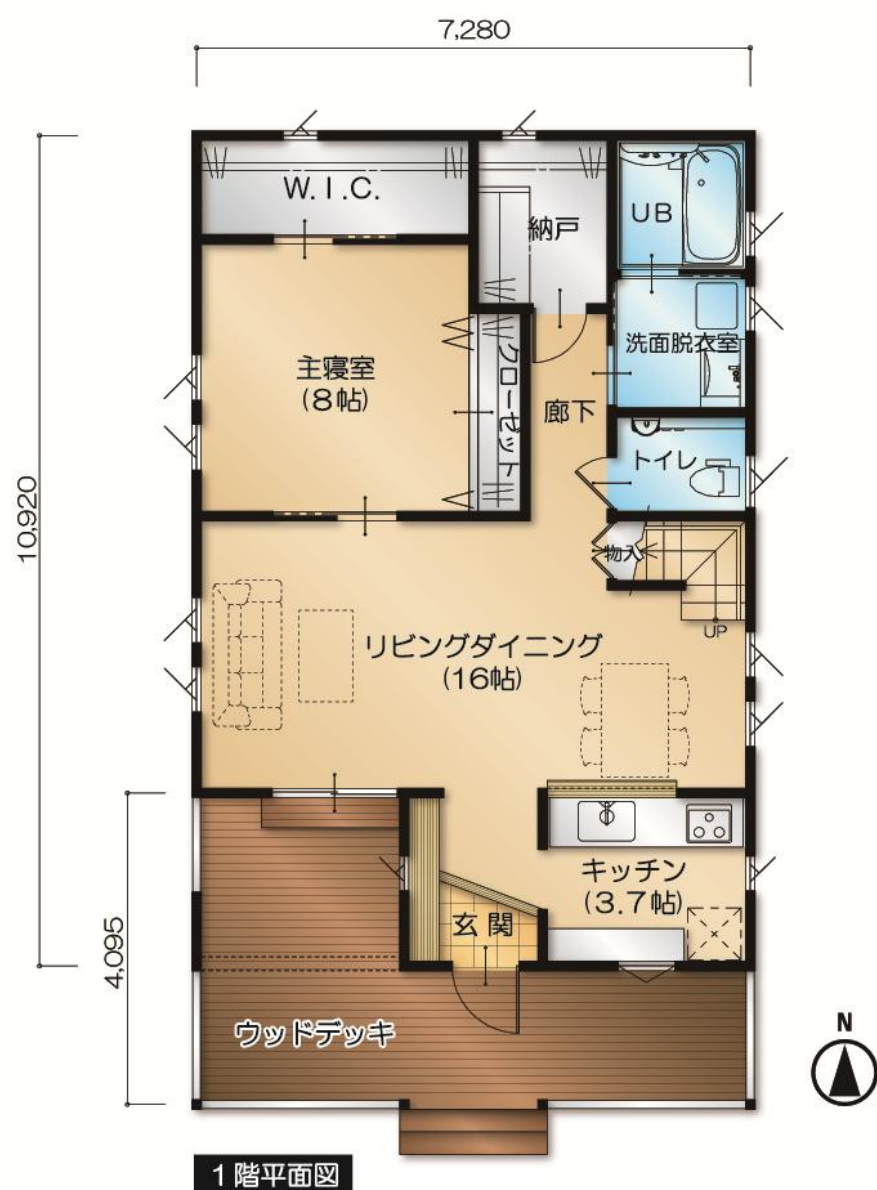 7,280
W.I.C.
納戸
UB
洗面脱衣室
主寝室
(8帖)
クローゼット
廊下
トイレ
10,920
物入
UP
リビングダイニング
(16帖)
キッチン
(3.7帖)
玄関
4,095
ウッドデッキ
N
1階平面図